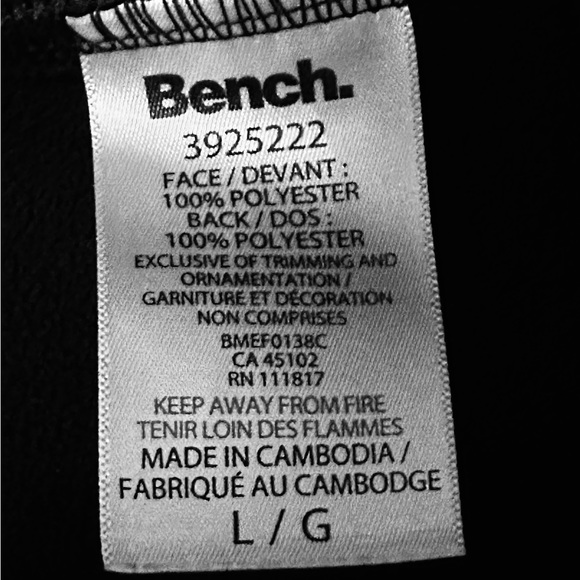 Bench.
3925222
FACE / DEVANT :
100% POLYESTER
BACK / DOS :
100% POLYESTER
EXCLUSIVE OF TRIMMING AND
ORNAMENTATION /
GARNITURE ET DÉCORATION
NON COMPRISES
BMEF0138C
CA 45102
RN 111817
KEEP AWAY FROM FIRE
TENIR LOIN DES FLAMMES
MADE IN CAMBODIA /
FABRIQUÉ AU CAMBODGE
L / G